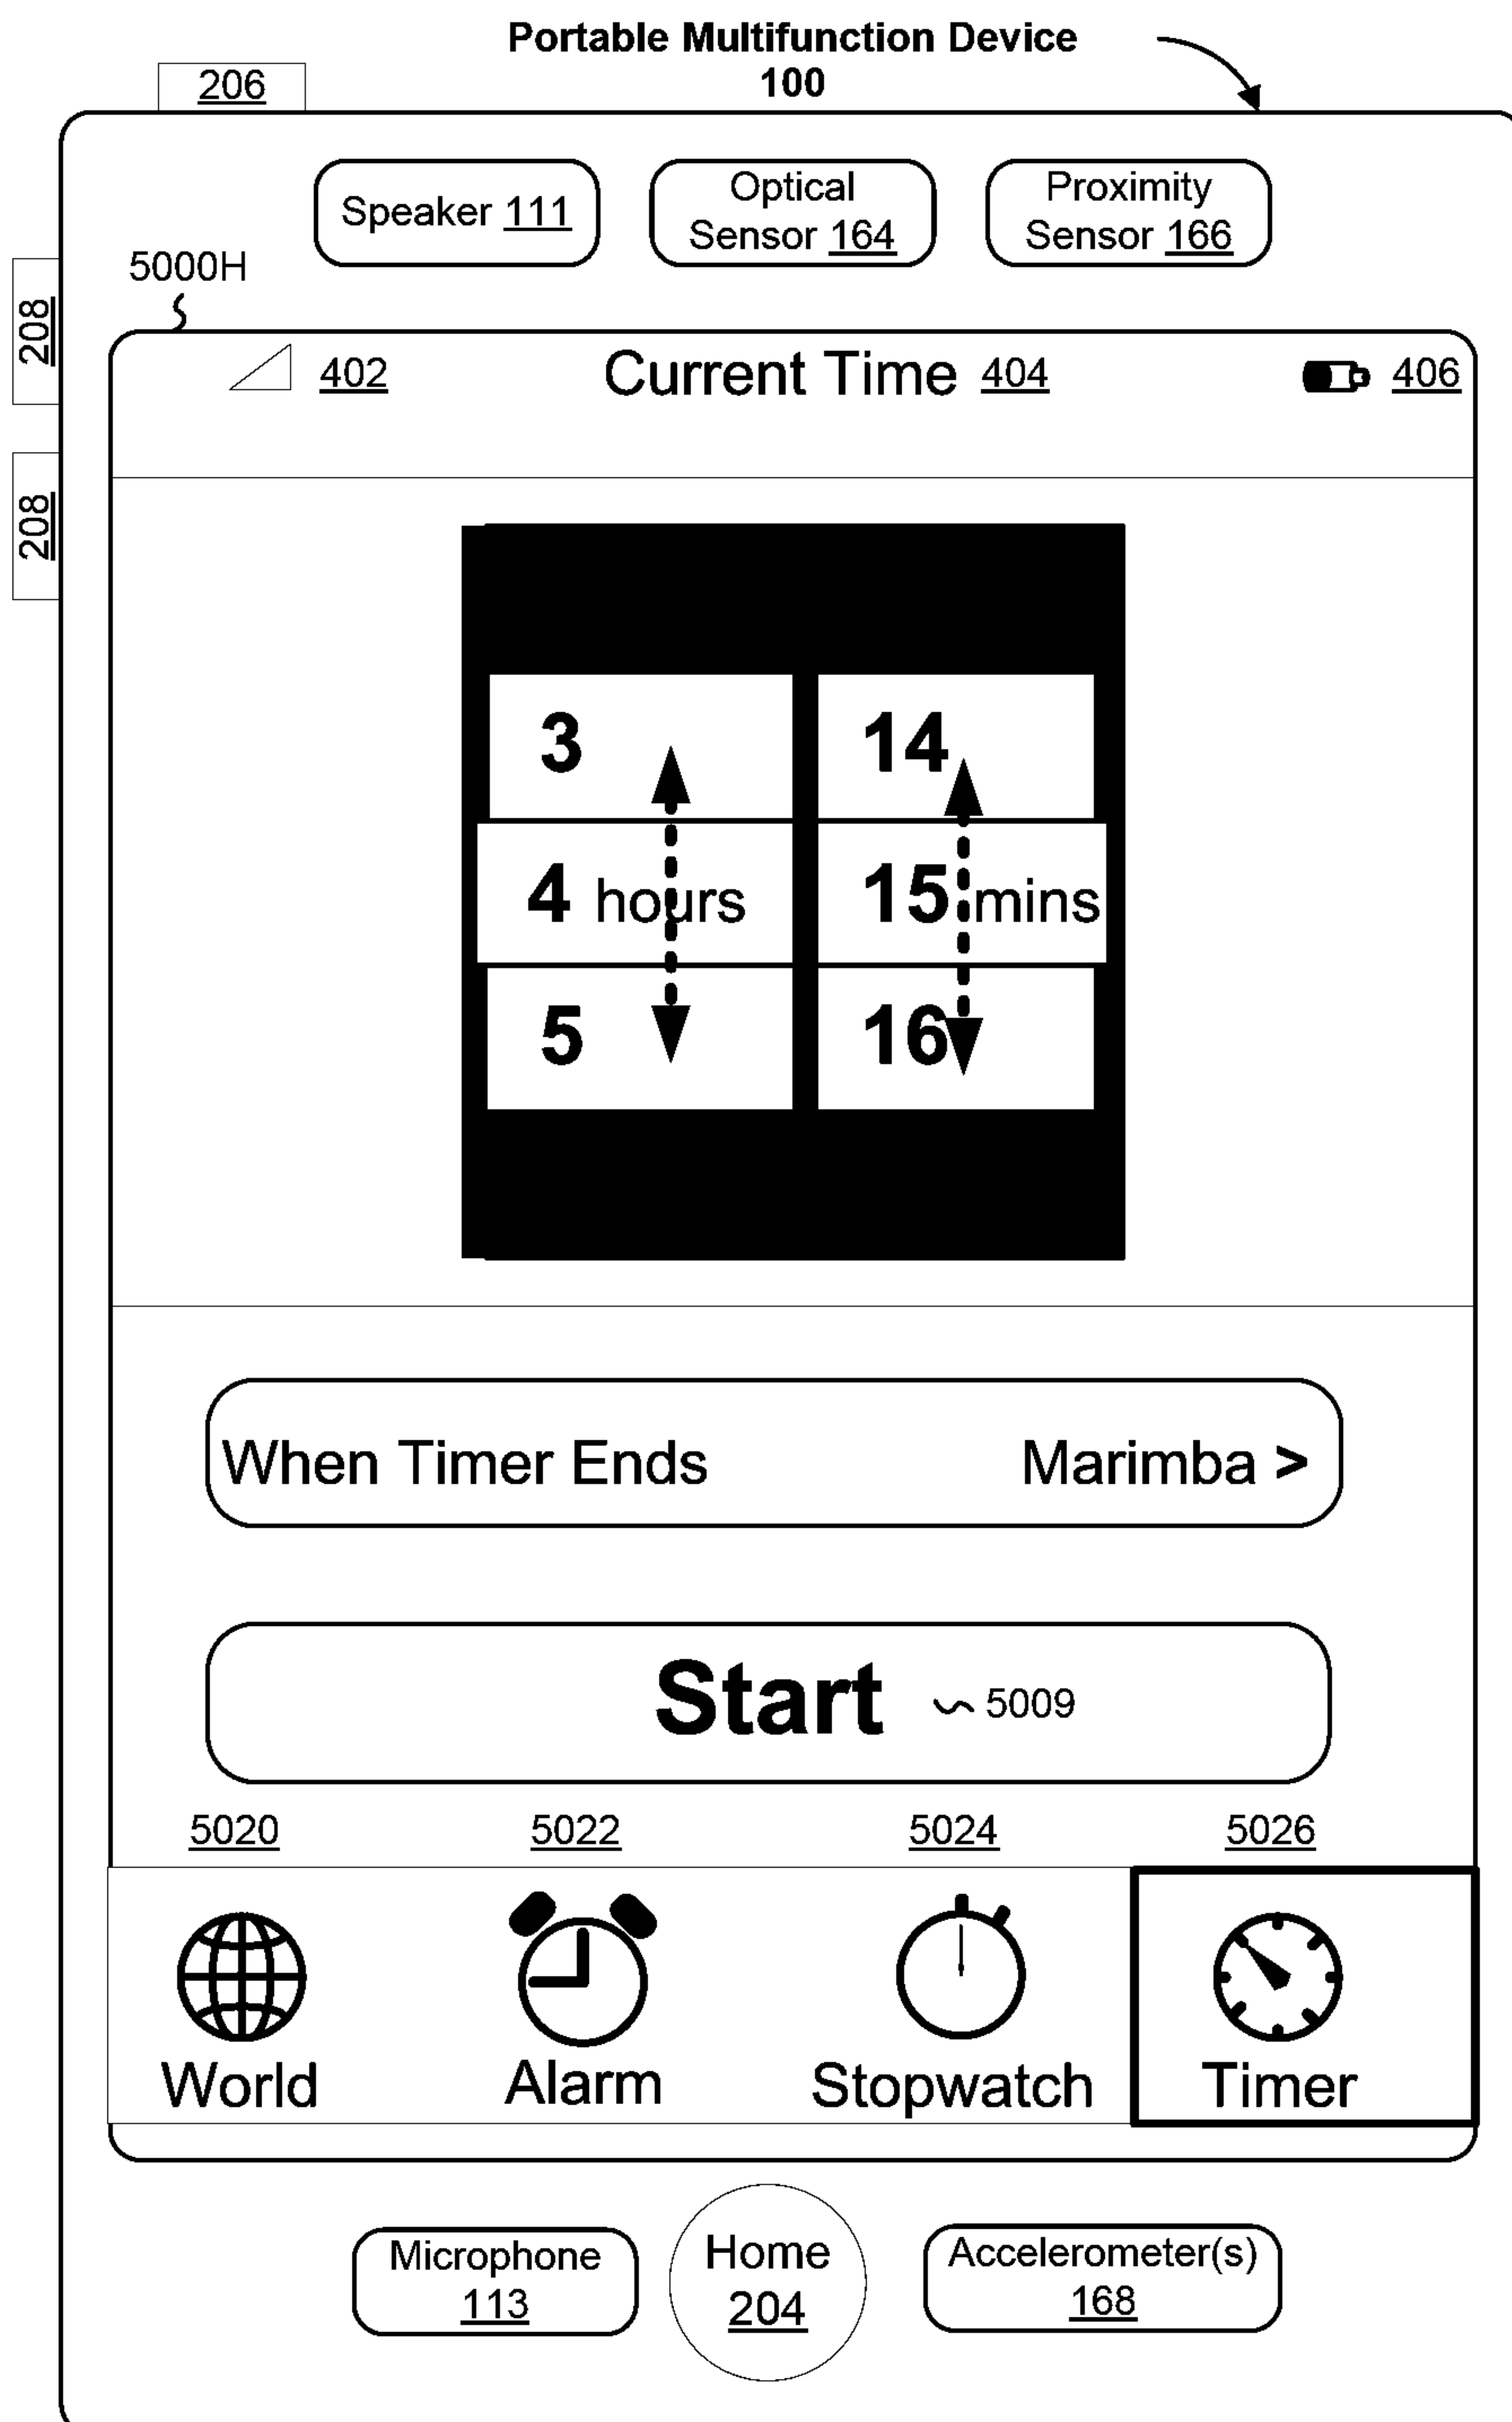 Portable Multifunction Device
100
206
Speaker 111
Optical
Sensor 164
Proximity
Sensor 166
5000H
208
208
402
Current Time 404
406
3
14
4 hours
15 mins
5
16
When Timer Ends
Marimba >
Start
5009
5020
5022
5024
5026
World
Alarm
Stopwatch
Timer
Microphone
113
Home
204
Accelerometer(s)
168